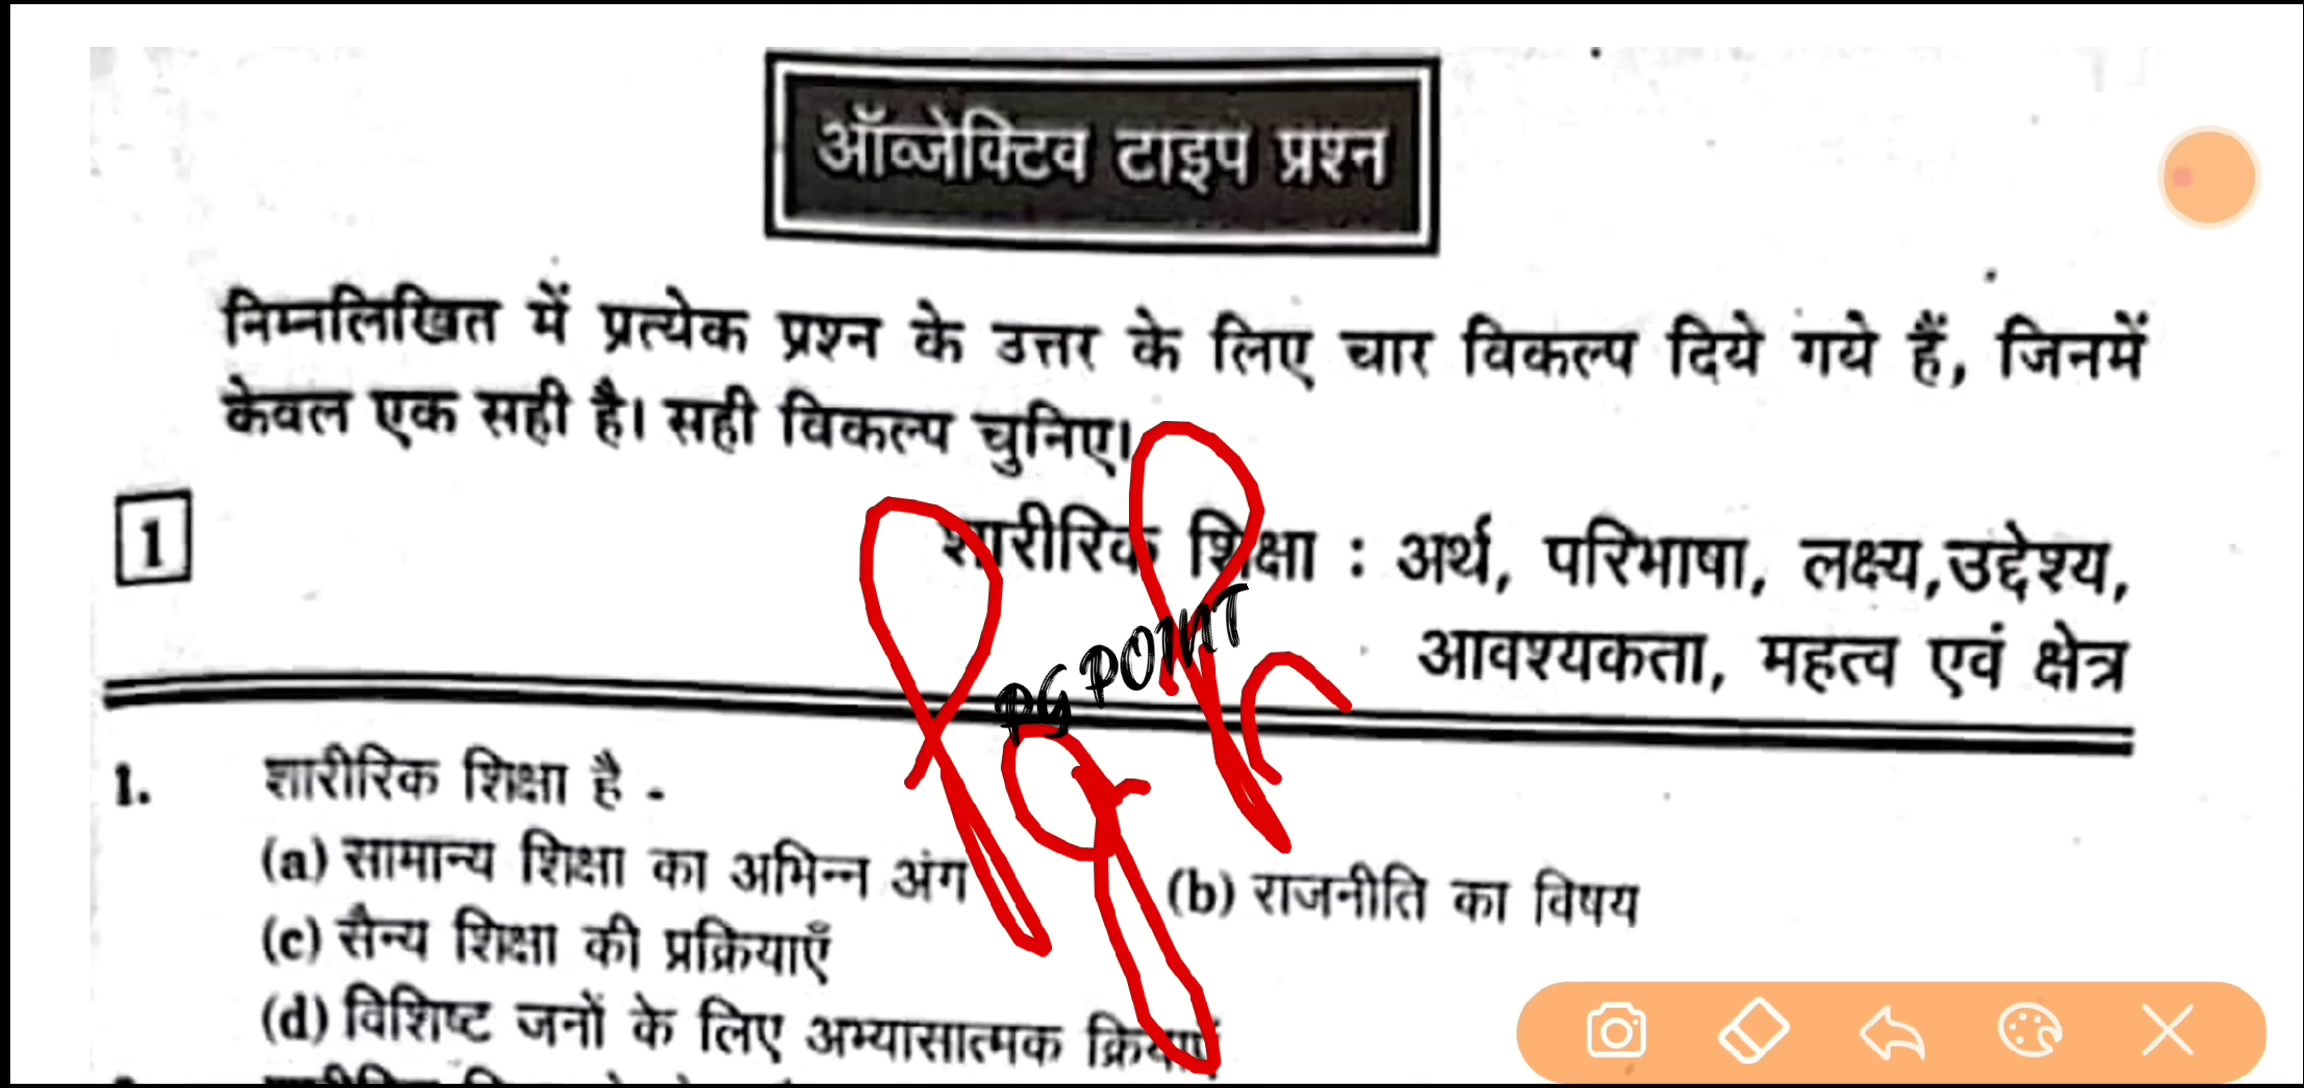 ऑब्जेक्टिव टाइप प्रश्न
निम्नलिखित में प्रत्येक प्रश्न के उत्तर के लिए चार विकल्प दिये गये हैं, जिनमें
केवल एक सही है। सही विकल्प चुनिए।
1
शारीरिक शिक्षा : अर्थ, परिभाषा, लक्ष्य,उद्देश्य,
आवश्यकता, महत्व एवं क्षेत्र
PG POINT
1. शारीरिक शिक्षा है -
(a) सामान्य शिक्षा का अभिन्न अंग (b) राजनीति का विषय
(c) सैन्य शिक्षा की प्रक्रियाएँ
(d) विशिष्ट जनों के लिए अभ्यासात्मक क्रियाएं